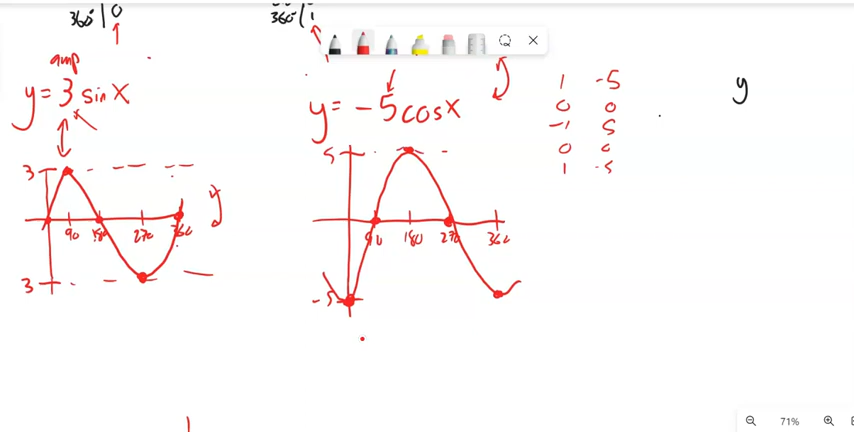 360° | 0
360° | 1
amp
y = 3 sin x
y = -5 cos x
1 -5
0 0
-1 5
0 0
1 -5
y
3
90 180 270 360
3
5
90 180 270 360
-5
71%